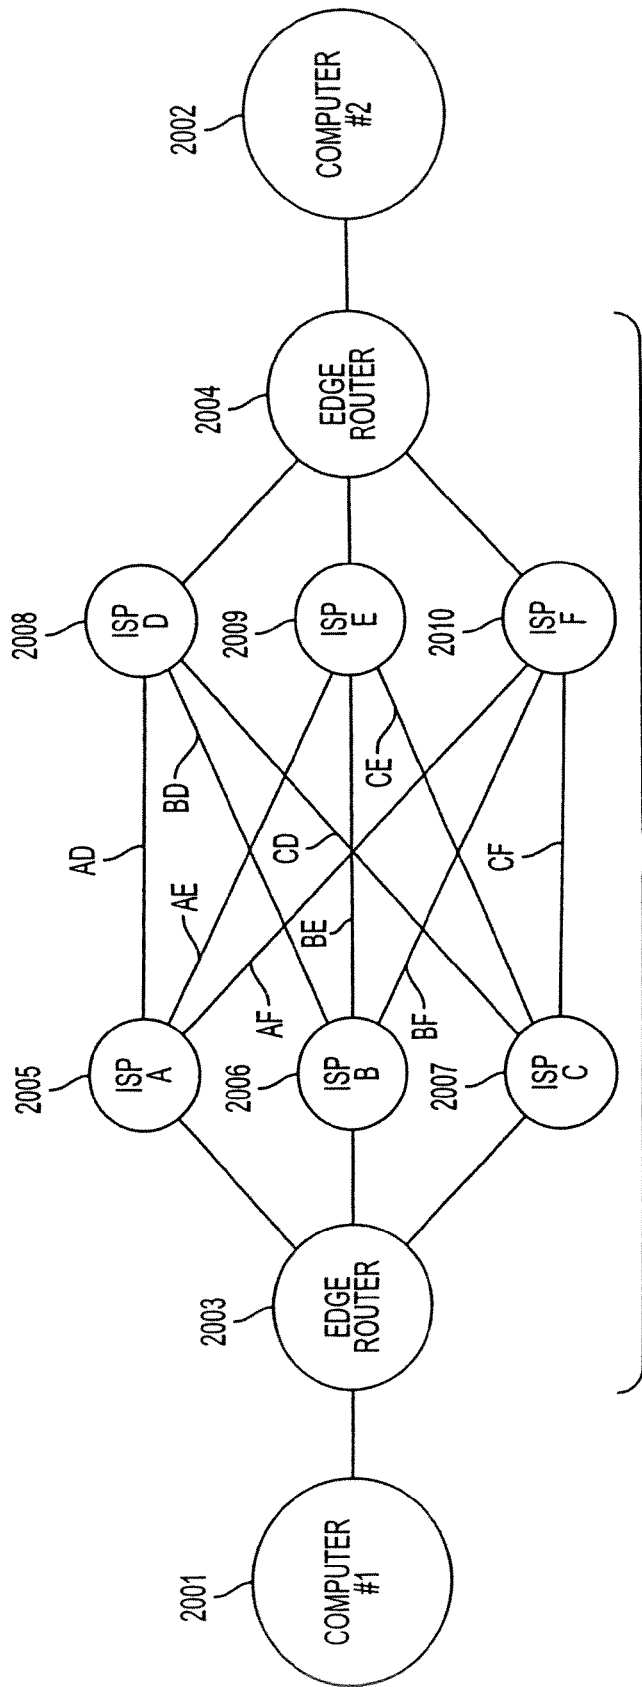 2001
COMPUTER
#1
2003
EDGE
ROUTER
2005
ISP
A
2006
ISP
B
2007
ISP
C
AD
AE
AF
BD
BE
BF
CD
CE
CF
2008
ISP
D
2009
ISP
E
2010
ISP
F
2004
EDGE
ROUTER
2002
COMPUTER
#2